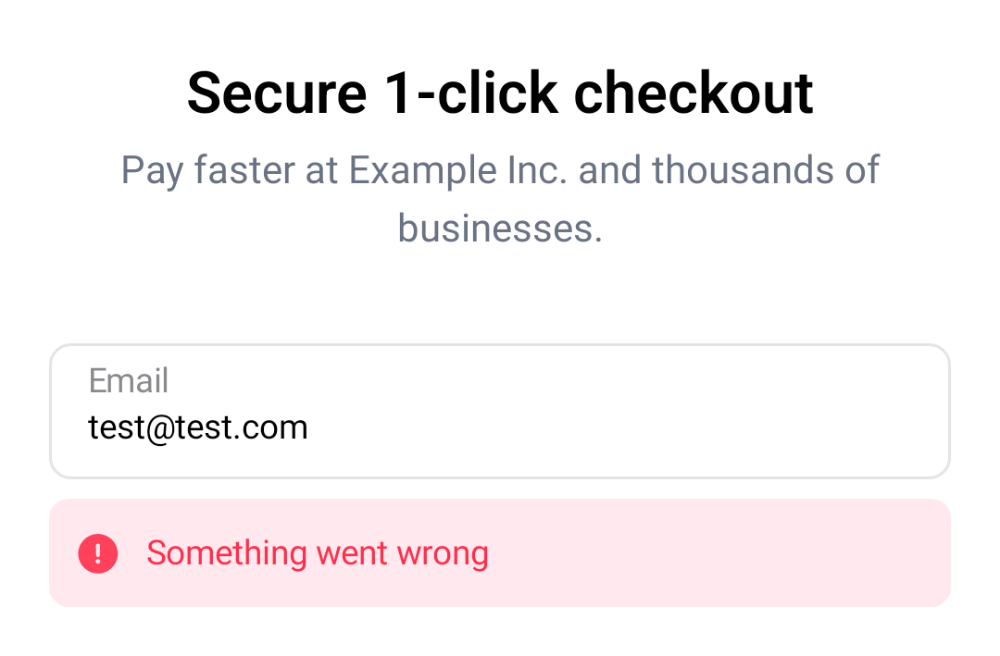 Secure 1-click checkout
Pay faster at Example Inc. and thousands of
businesses.
Email
test@test.com
Something went wrong